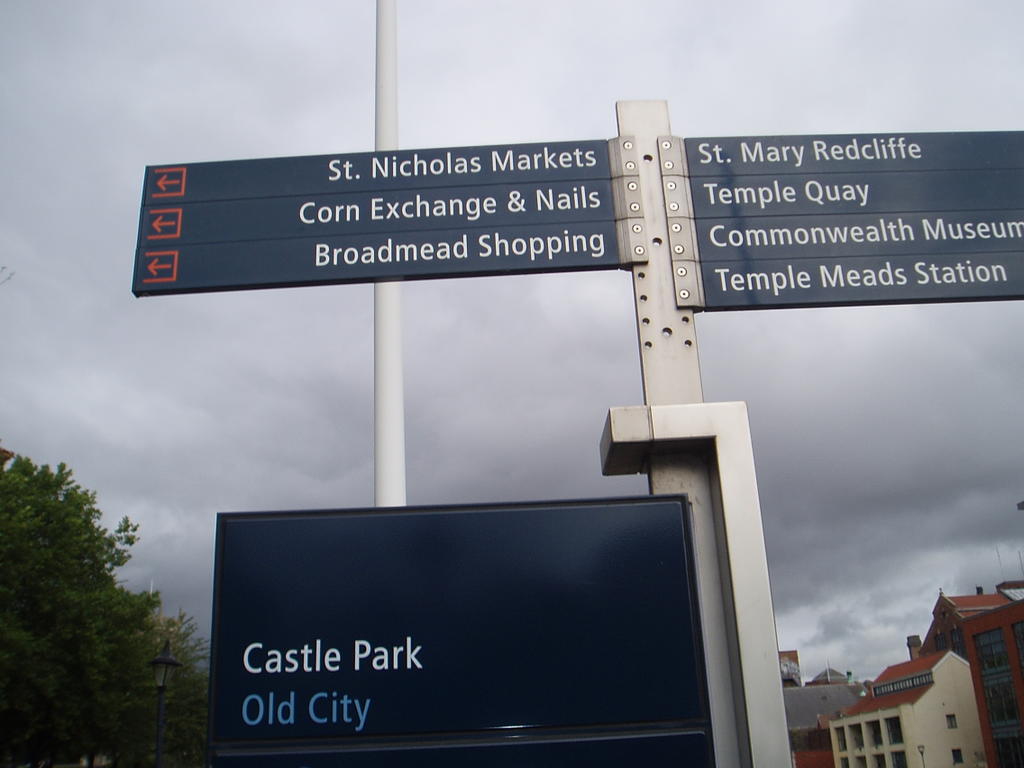 St. Nicholas Markets
Corn Exchange & Nails
Broadmead Shopping
St. Mary Redcliffe
Temple Quay
Commonwealth Museum
Temple Meads Station
Castle Park
Old City